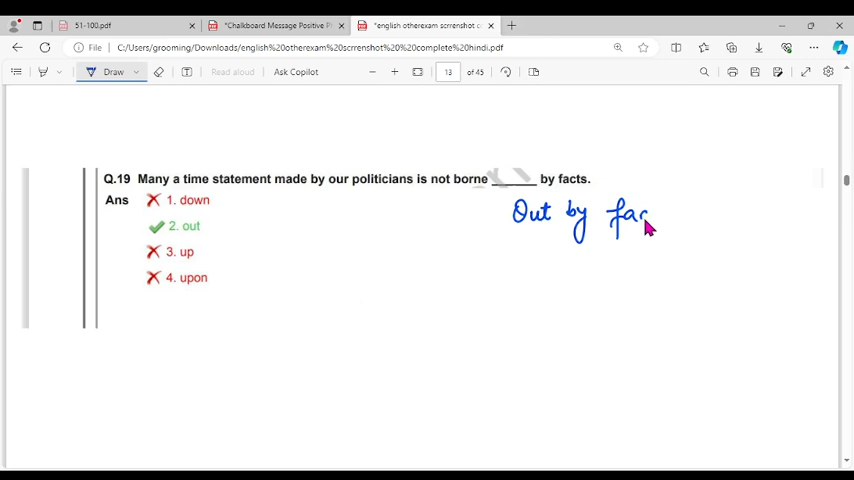 51-100.pdf
"Chalkboard Message Positive P
*english otherexam scrrenshot c
File
C:/Users/grooming/Downloads/english%20otherexam%20scrrenshot%20%20complete%20hindi.pdf
Draw
Read aloud
Ask Copilot
13
of 45
Q.19 Many a time statement made by our politicians is not borne ______ by facts.
Ans
1. down
Out by fac
2. out
3. up
4. upon